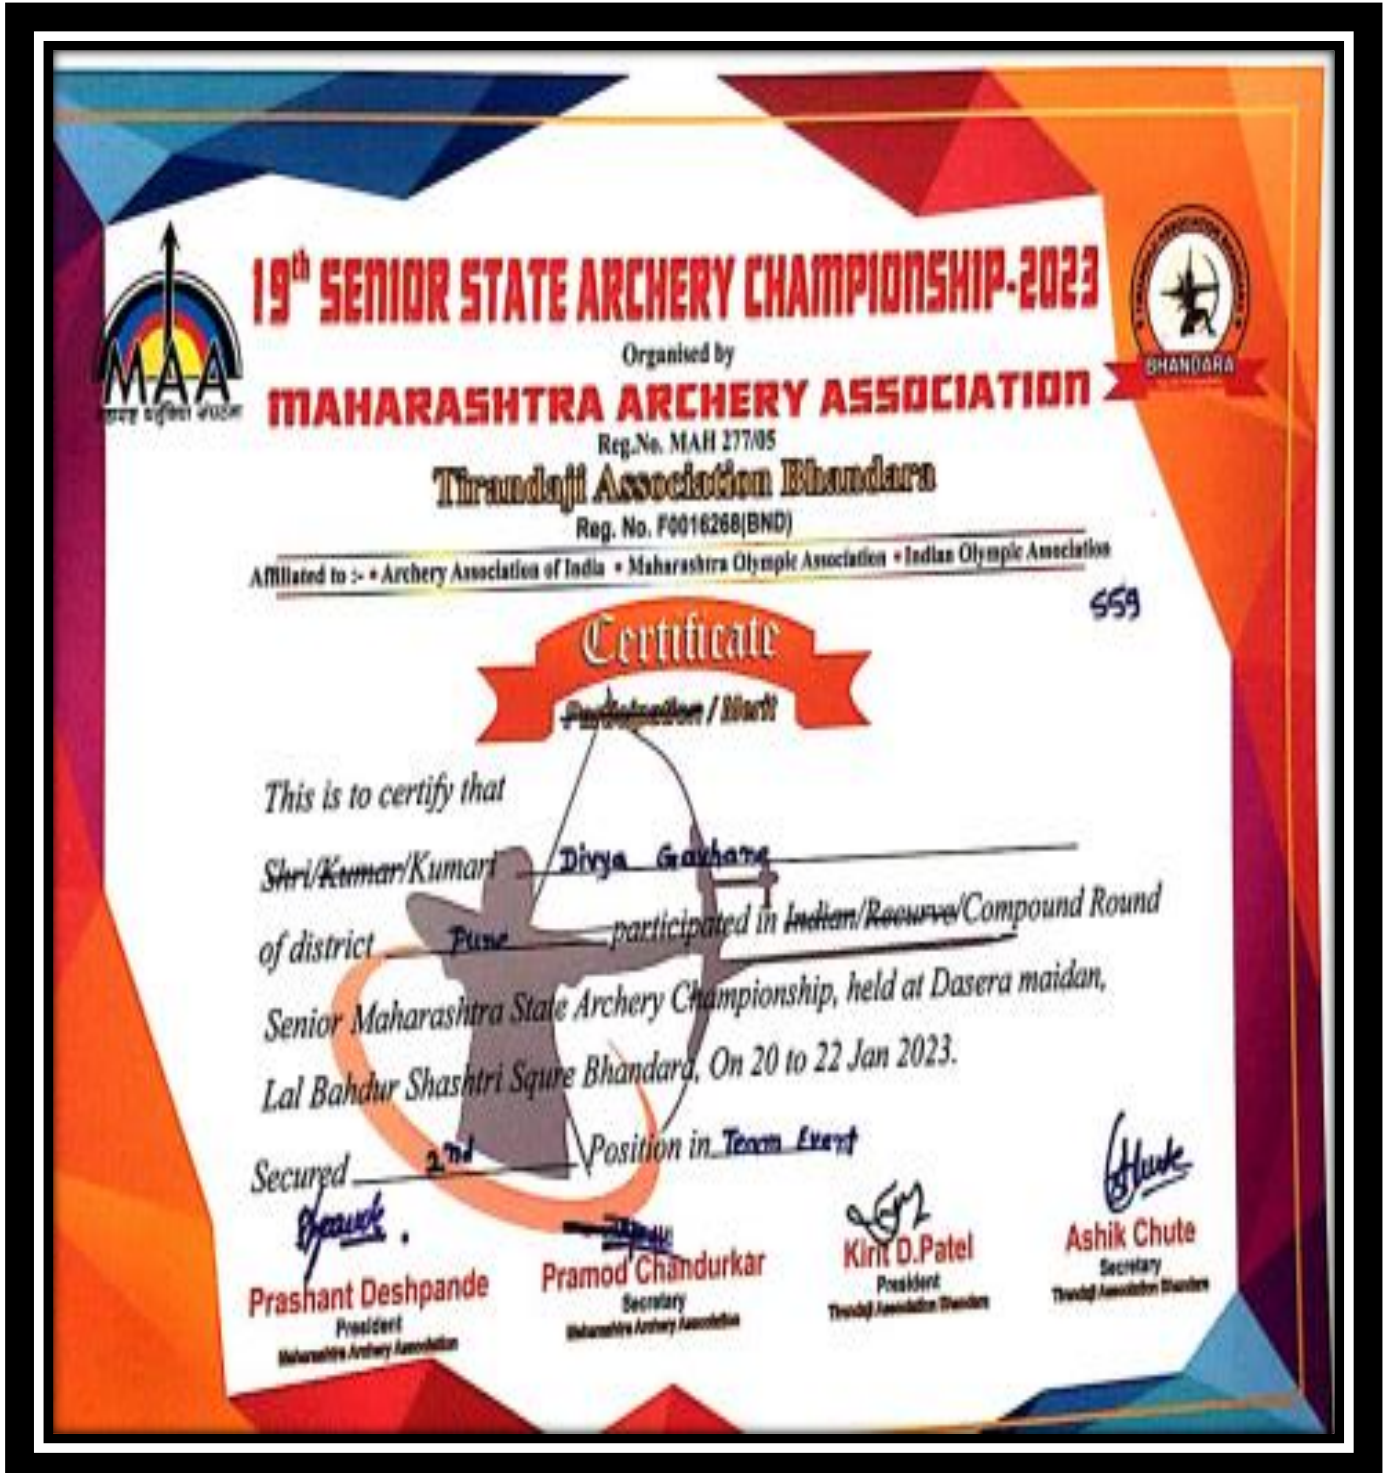 19th SENIOR STATE ARCHERY CHAMPIONSHIP-2023
Organised by
MAHARASHTRA ARCHERY ASSOCIATION
Reg.No. MAH 277/05
Tirandaji Association Bhandara
Reg. No. F0016268(BND)
Affiliated to :- • Archery Association of India • Maharashtra Olympic Association • Indian Olympic Association
MAA
BHANDARA
559
Certificate
Participation / Merit
This is to certify that
Shri/Kumar/Kumari Divya Gavhane
of district Pune participated in Indian/Recurve/Compound Round
Senior Maharashtra State Archery Championship, held at Dasera maidan,
Lal Bahdur Shashtri Squre Bhandara, On 20 to 22 Jan 2023.
Secured 2nd Position in Team Event
Prashant Deshpande
President
Maharashtra Archery Association
Pramod Chandurkar
Secretary
Maharashtra Archery Association
Kirit D.Patel
President
Tirandaji Association Bhandara
Ashik Chute
Secretary
Tirandaji Association Bhandara